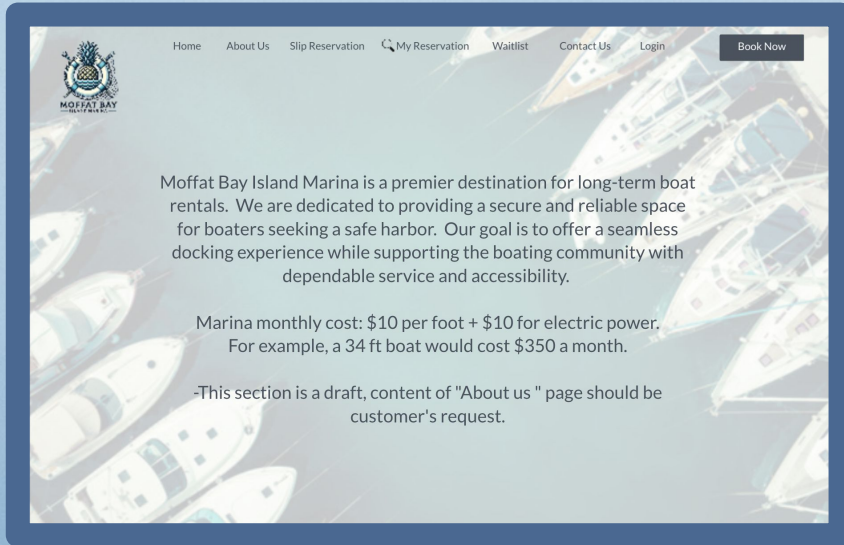 Home About Us Slip Reservation My Reservation Waitlist Contact Us Login Book Now
MOFFAT BAY
ISLAND MARINA
Moffat Bay Island Marina is a premier destination for long-term boat
rentals. We are dedicated to providing a secure and reliable space
for boaters seeking a safe harbor. Our goal is to offer a seamless
docking experience while supporting the boating community with
dependable service and accessibility.
Marina monthly cost: $10 per foot + $10 for electric power.
For example, a 34 ft boat would cost $350 a month.
-This section is a draft, content of "About us " page should be
customer's request.